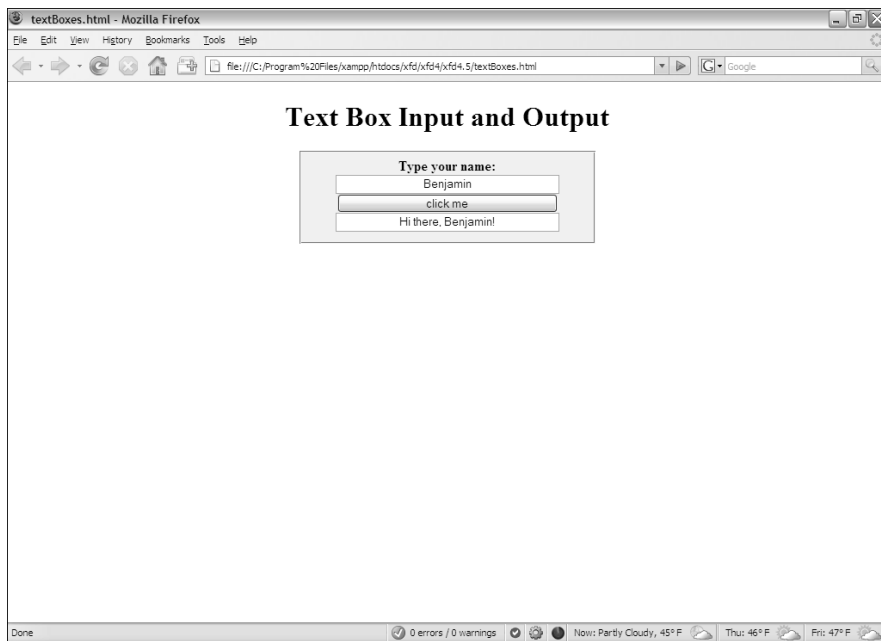 textBoxes.html - Mozilla Firefox
File Edit View History Bookmarks Tools Help
file:///C:/Program%20Files/xampp/htdocs/xfd/xfd4/xfd4.5/textBoxes.html G Google
Text Box Input and Output
Type your name:
Benjamin
click me
Hi there, Benjamin!
Done 0 errors / 0 warnings Now: Partly Cloudy, 45° F Thu: 46° F Fri: 47° F